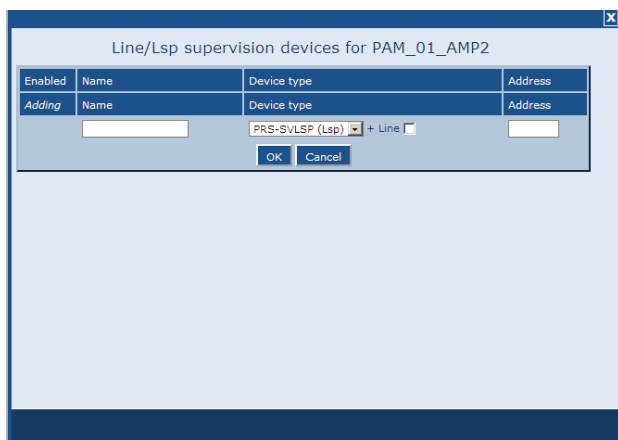 X
Line/Lsp supervision devices for PAM_01_AMP2
Enabled Name Device type Address
Adding Name Device type Address
PRS-SVLSP (Lsp) + Line
OK Cancel